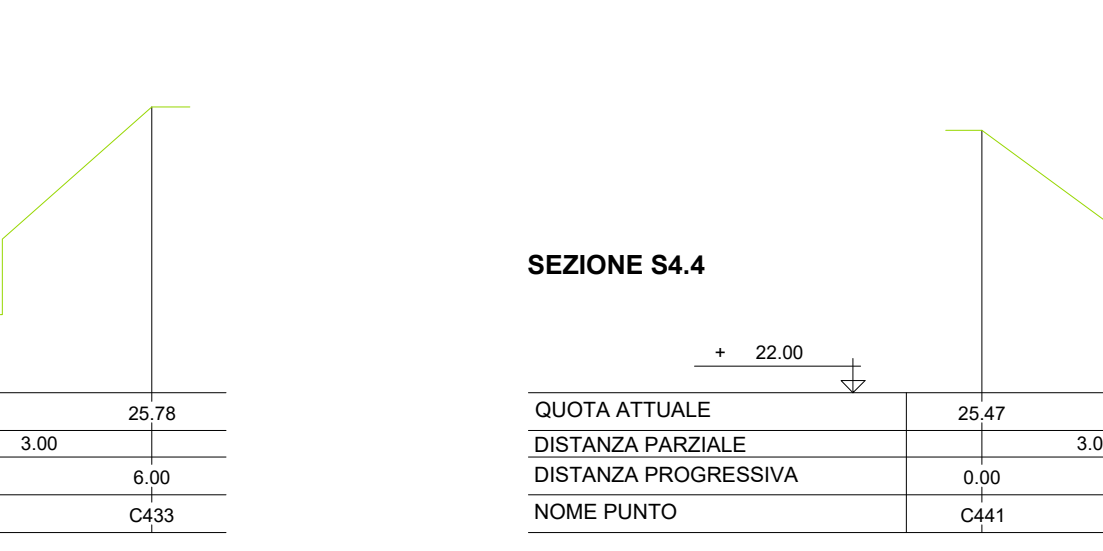 SEZIONE S4.4
+ 22.00
25.78
3.00
6.00
C433
QUOTA ATTUALE 25.47
DISTANZA PARZIALE
DISTANZA PROGRESSIVA 0.00
NOME PUNTO C441